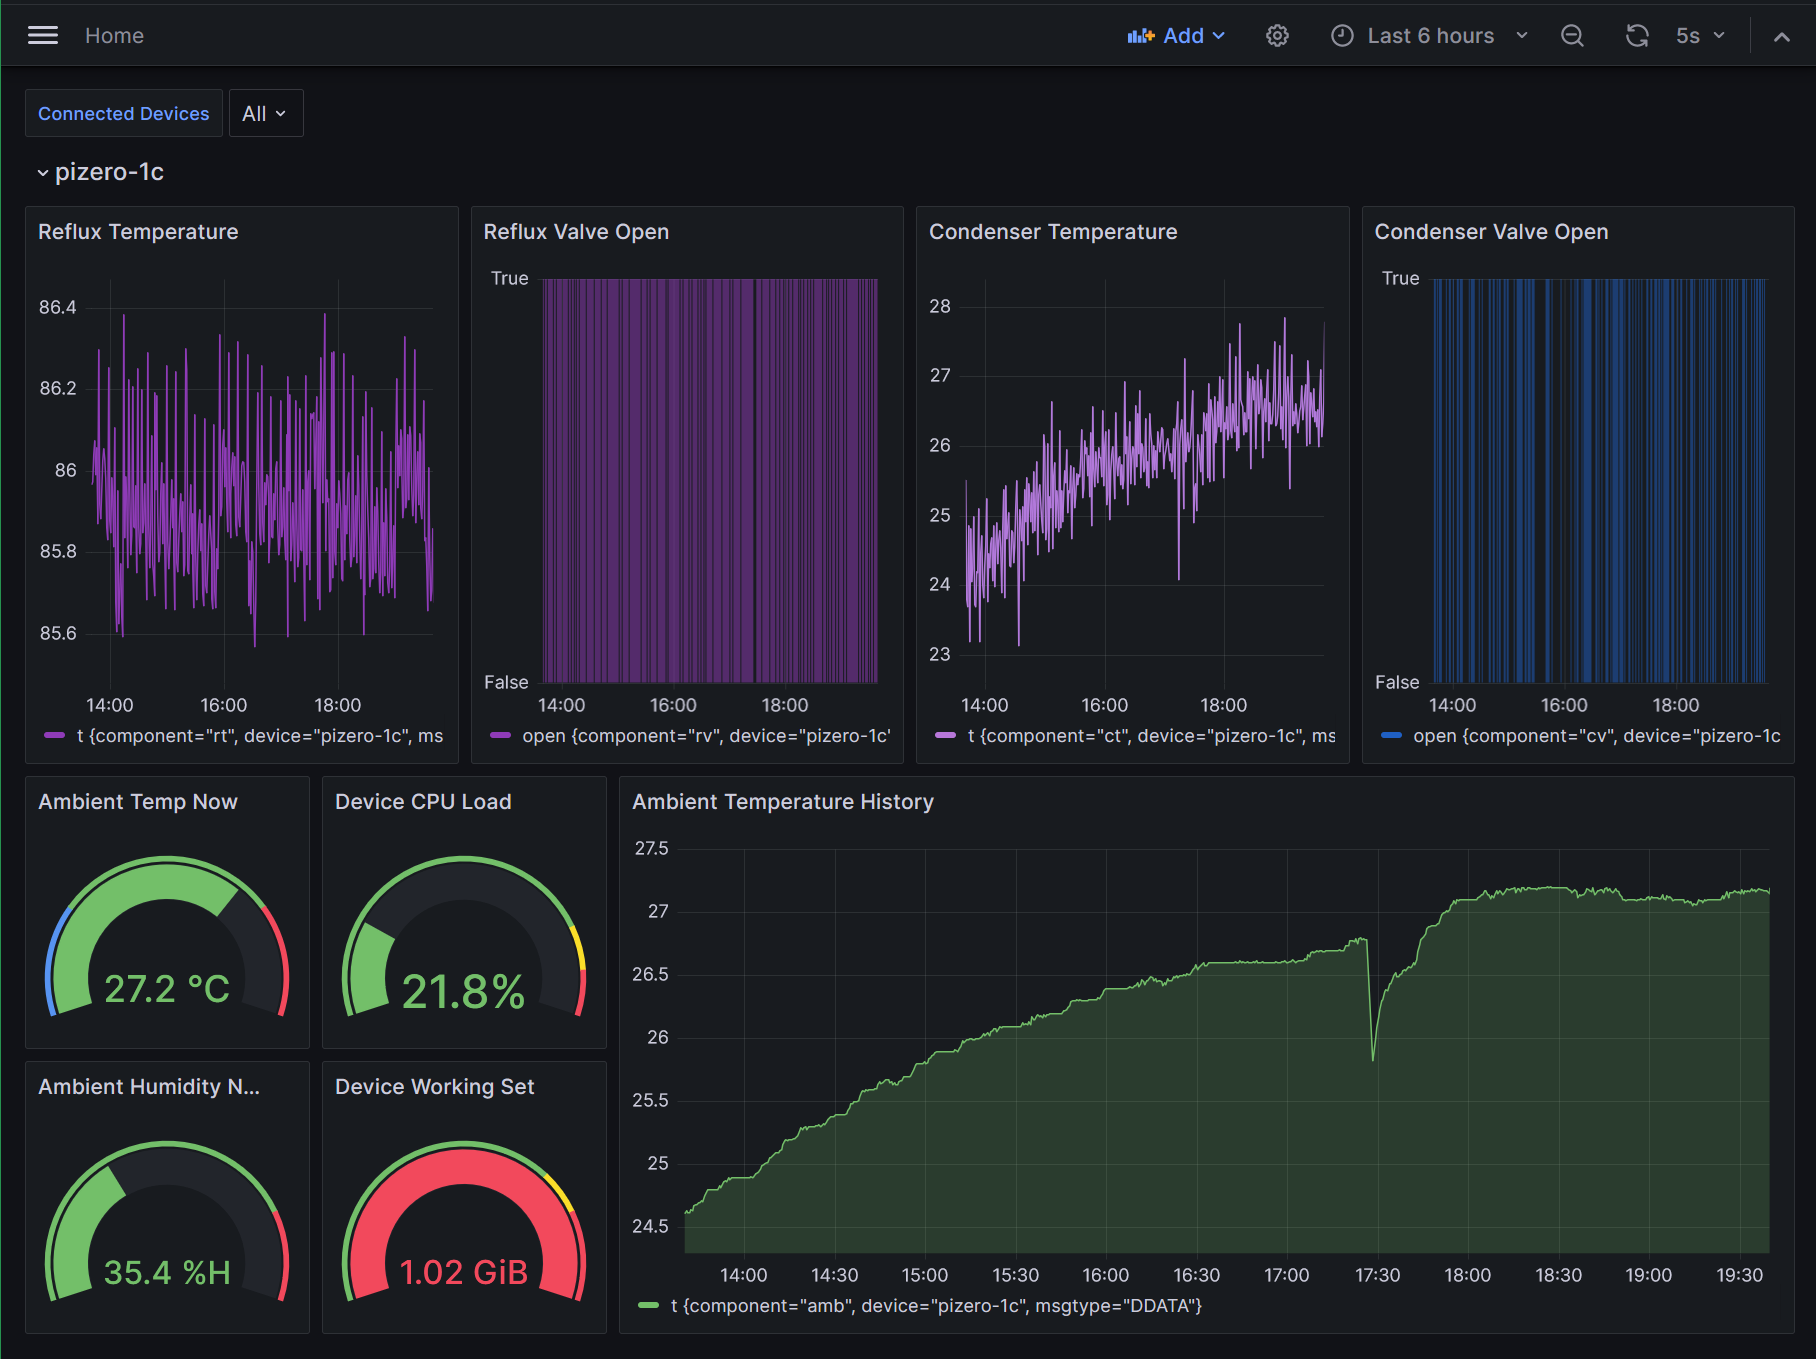 Home
Add
Last 6 hours
5s
Connected Devices
All
pizero-1c
Reflux Temperature
86.4
86.2
86
85.8
85.6
14:00 16:00 18:00
t {component="rt", device="pizero-1c", ms
Reflux Valve Open
True
False
14:00 16:00 18:00
open {component="rv", device="pizero-1c"
Condenser Temperature
28
27
26
25
24
23
14:00 16:00 18:00
t {component="ct", device="pizero-1c", ms
Condenser Valve Open
True
False
14:00 16:00 18:00
open {component="cv", device="pizero-1c
Ambient Temp Now
27.2 °C
Device CPU Load
21.8%
Ambient Humidity N...
35.4 %H
Device Working Set
1.02 GiB
Ambient Temperature History
27.5
27
26.5
26
25.5
25
24.5
14:00 14:30 15:00 15:30 16:00 16:30 17:00 17:30 18:00 18:30 19:00 19:30
t {component="amb", device="pizero-1c", msgtype="DDATA"}